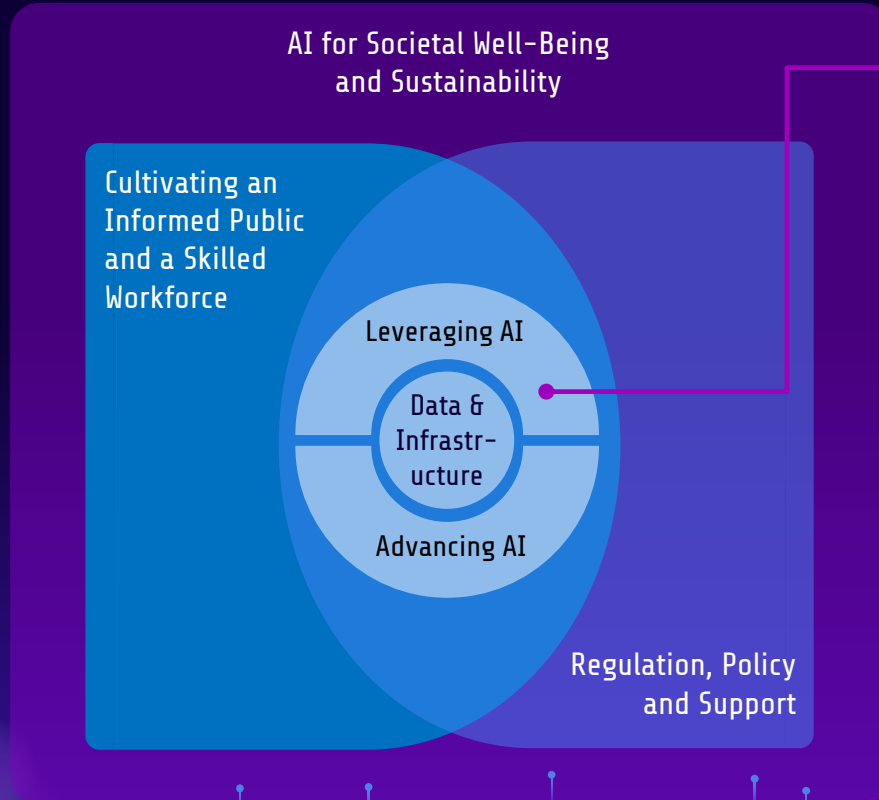 AI for Societal Well-Being
and Sustainability
Cultivating an
Informed Public
and a Skilled
Workforce
Leveraging AI
Data &
Infrastr-
ucture
Advancing AI
Regulation, Policy
and Support